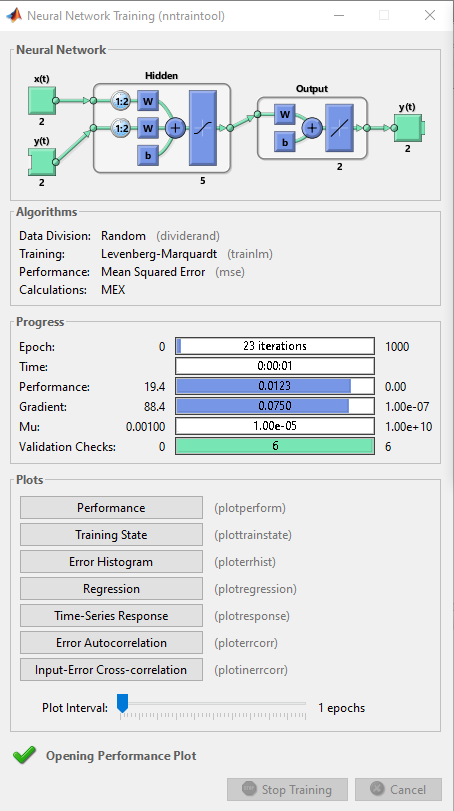 Neural Network Training (nntraintool)
Neural Network
Hidden
Output
x(t)
2
y(t)
2
1:2
W
1:2
W
b
+
5
W
b
+
2
y(t)
2
Algorithms
Data Division: Random (dividerand)
Training: Levenberg-Marquardt (trainlm)
Performance: Mean Squared Error (mse)
Calculations: MEX
Progress
Epoch: 0 23 iterations 1000
Time: 0:00:01
Performance: 19.4 0.0123 0.00
Gradient: 88.4 0.0750 1.00e-07
Mu: 0.00100 1.00e-05 1.00e+10
Validation Checks: 0 6 6
Plots
Performance (plotperform)
Training State (plottrainstate)
Error Histogram (ploterrhist)
Regression (plotregression)
Time-Series Response (plotresponse)
Error Autocorrelation (ploterrcorr)
Input-Error Cross-correlation (plotinerrcorr)
Plot Interval: 1 epochs
Opening Performance Plot
Stop Training Cancel